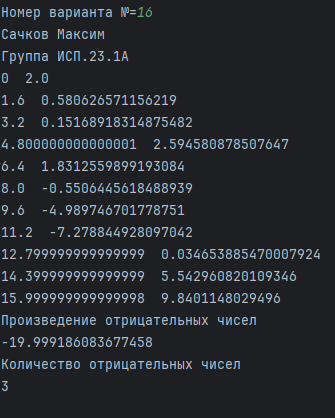 Номер варианта №=16
Сачков Максим
Группа ИСП.23.1А
0  2.0
1.6  0.580626571156219
3.2  0.15168918314875482
4.800000000000001  2.594580878507647
6.4  1.8312559899193084
8.0  -0.5506445618488939
9.6  -4.989746701778751
11.2  -7.278844928097042
12.799999999999999  0.034653885470007924
14.399999999999999  5.542960820109346
15.999999999999998  9.8401148029496
Произведение отрицательных чисел
-19.999186083677458
Количество отрицательных чисел
3